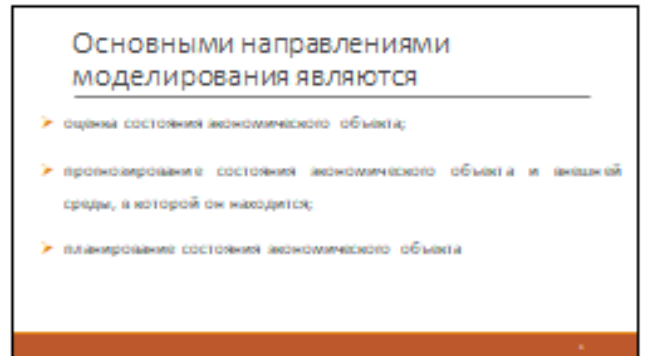 Основными направлениями
моделирования являются
оценка состояния экономического объекта;
прогнозирование состояния экономического объекта и внешней
среды, в которой он находится;
планирование состояния экономического объекта